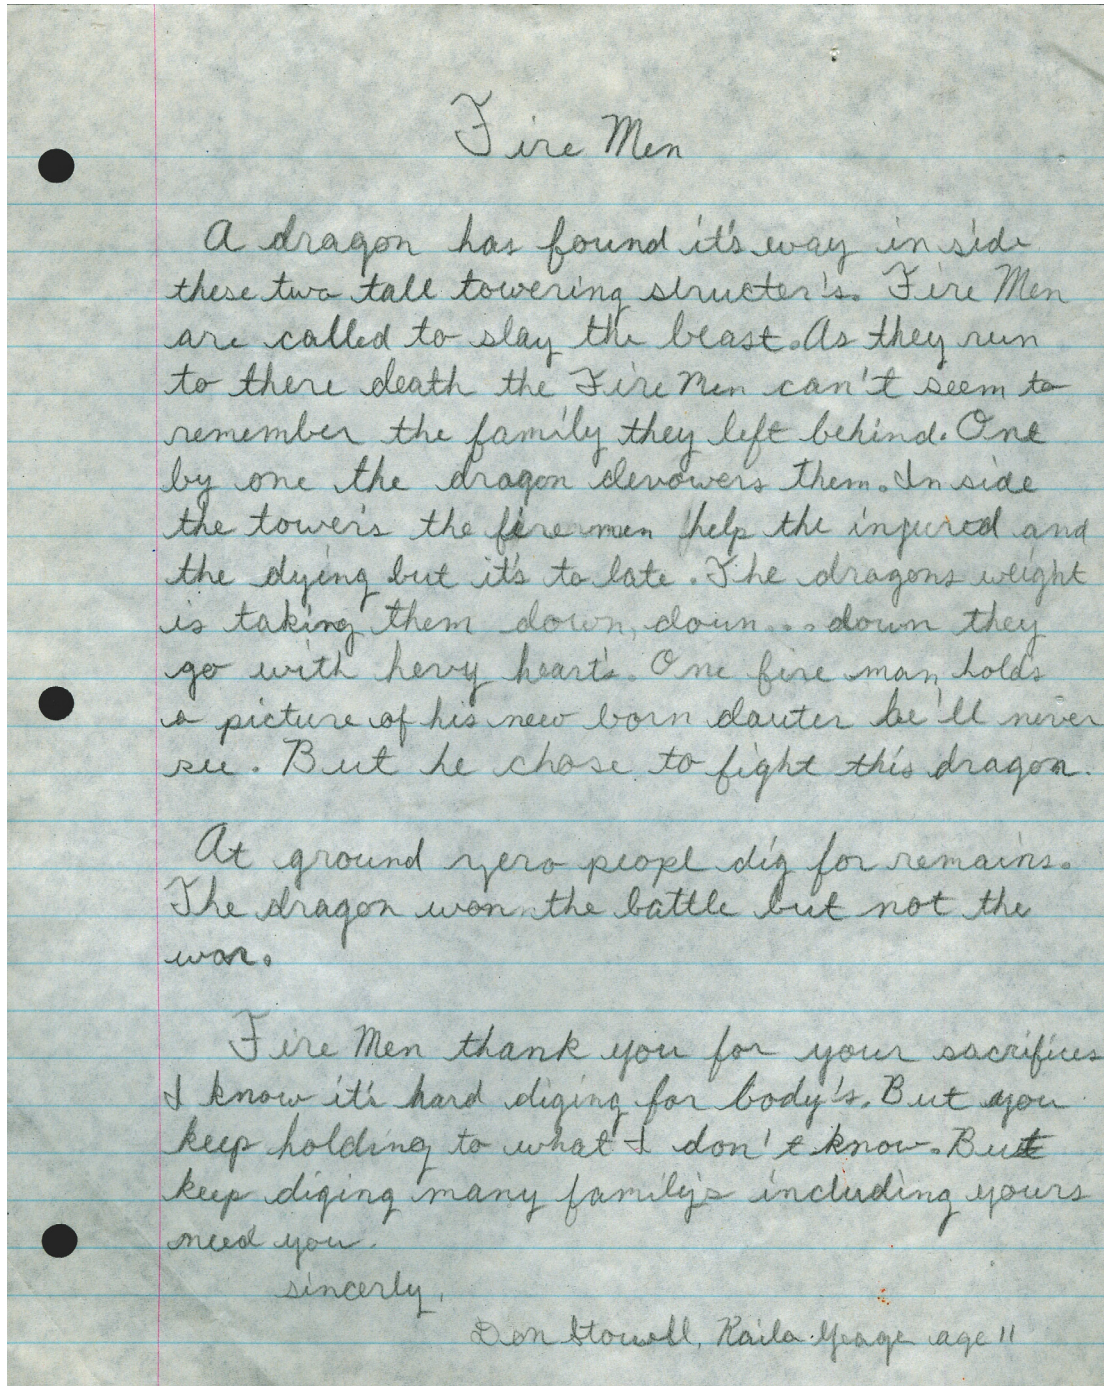 Fire Men
A dragon has found it's way in side
these two tall towering structer's. Fire Men
are called to slay the beast. As they run
to there death the Fire Men can't seem to
remember the family they left behind. One
by one the dragon devowers them. In side
the tower's the firemen help the injured and
the dying but it's to late. The dragons weight
is taking them down, down... down they
go with hevy heart's. One fire man holds
a picture of his new born dauter he'll never
see. But he chose to fight this dragon.
At ground zero peopl dig for remains.
The dragon won the battle but not the
war.
Fire Men thank you for your sacrifices
I know it's hard diging for body's. But you
keep holding to what I don't know. But
keep diging many family's including yours
need you.
sincerly,
Stowell, Kaila age 11